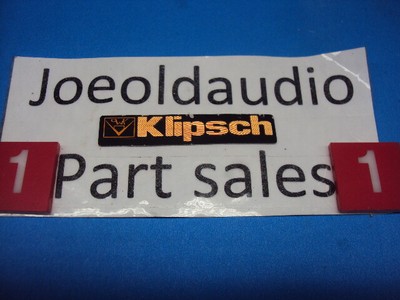 Joeoldaudio
Klipsch
1 Part sales 1